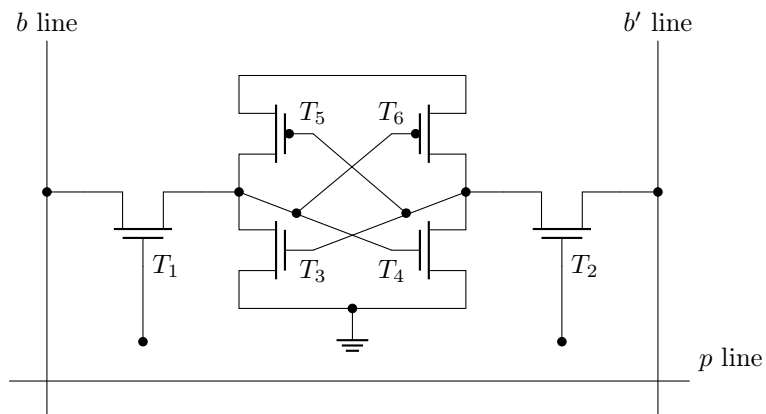 b line
b′ line
T₅
T₆
T₁
T₃
T₄
T₂
p line